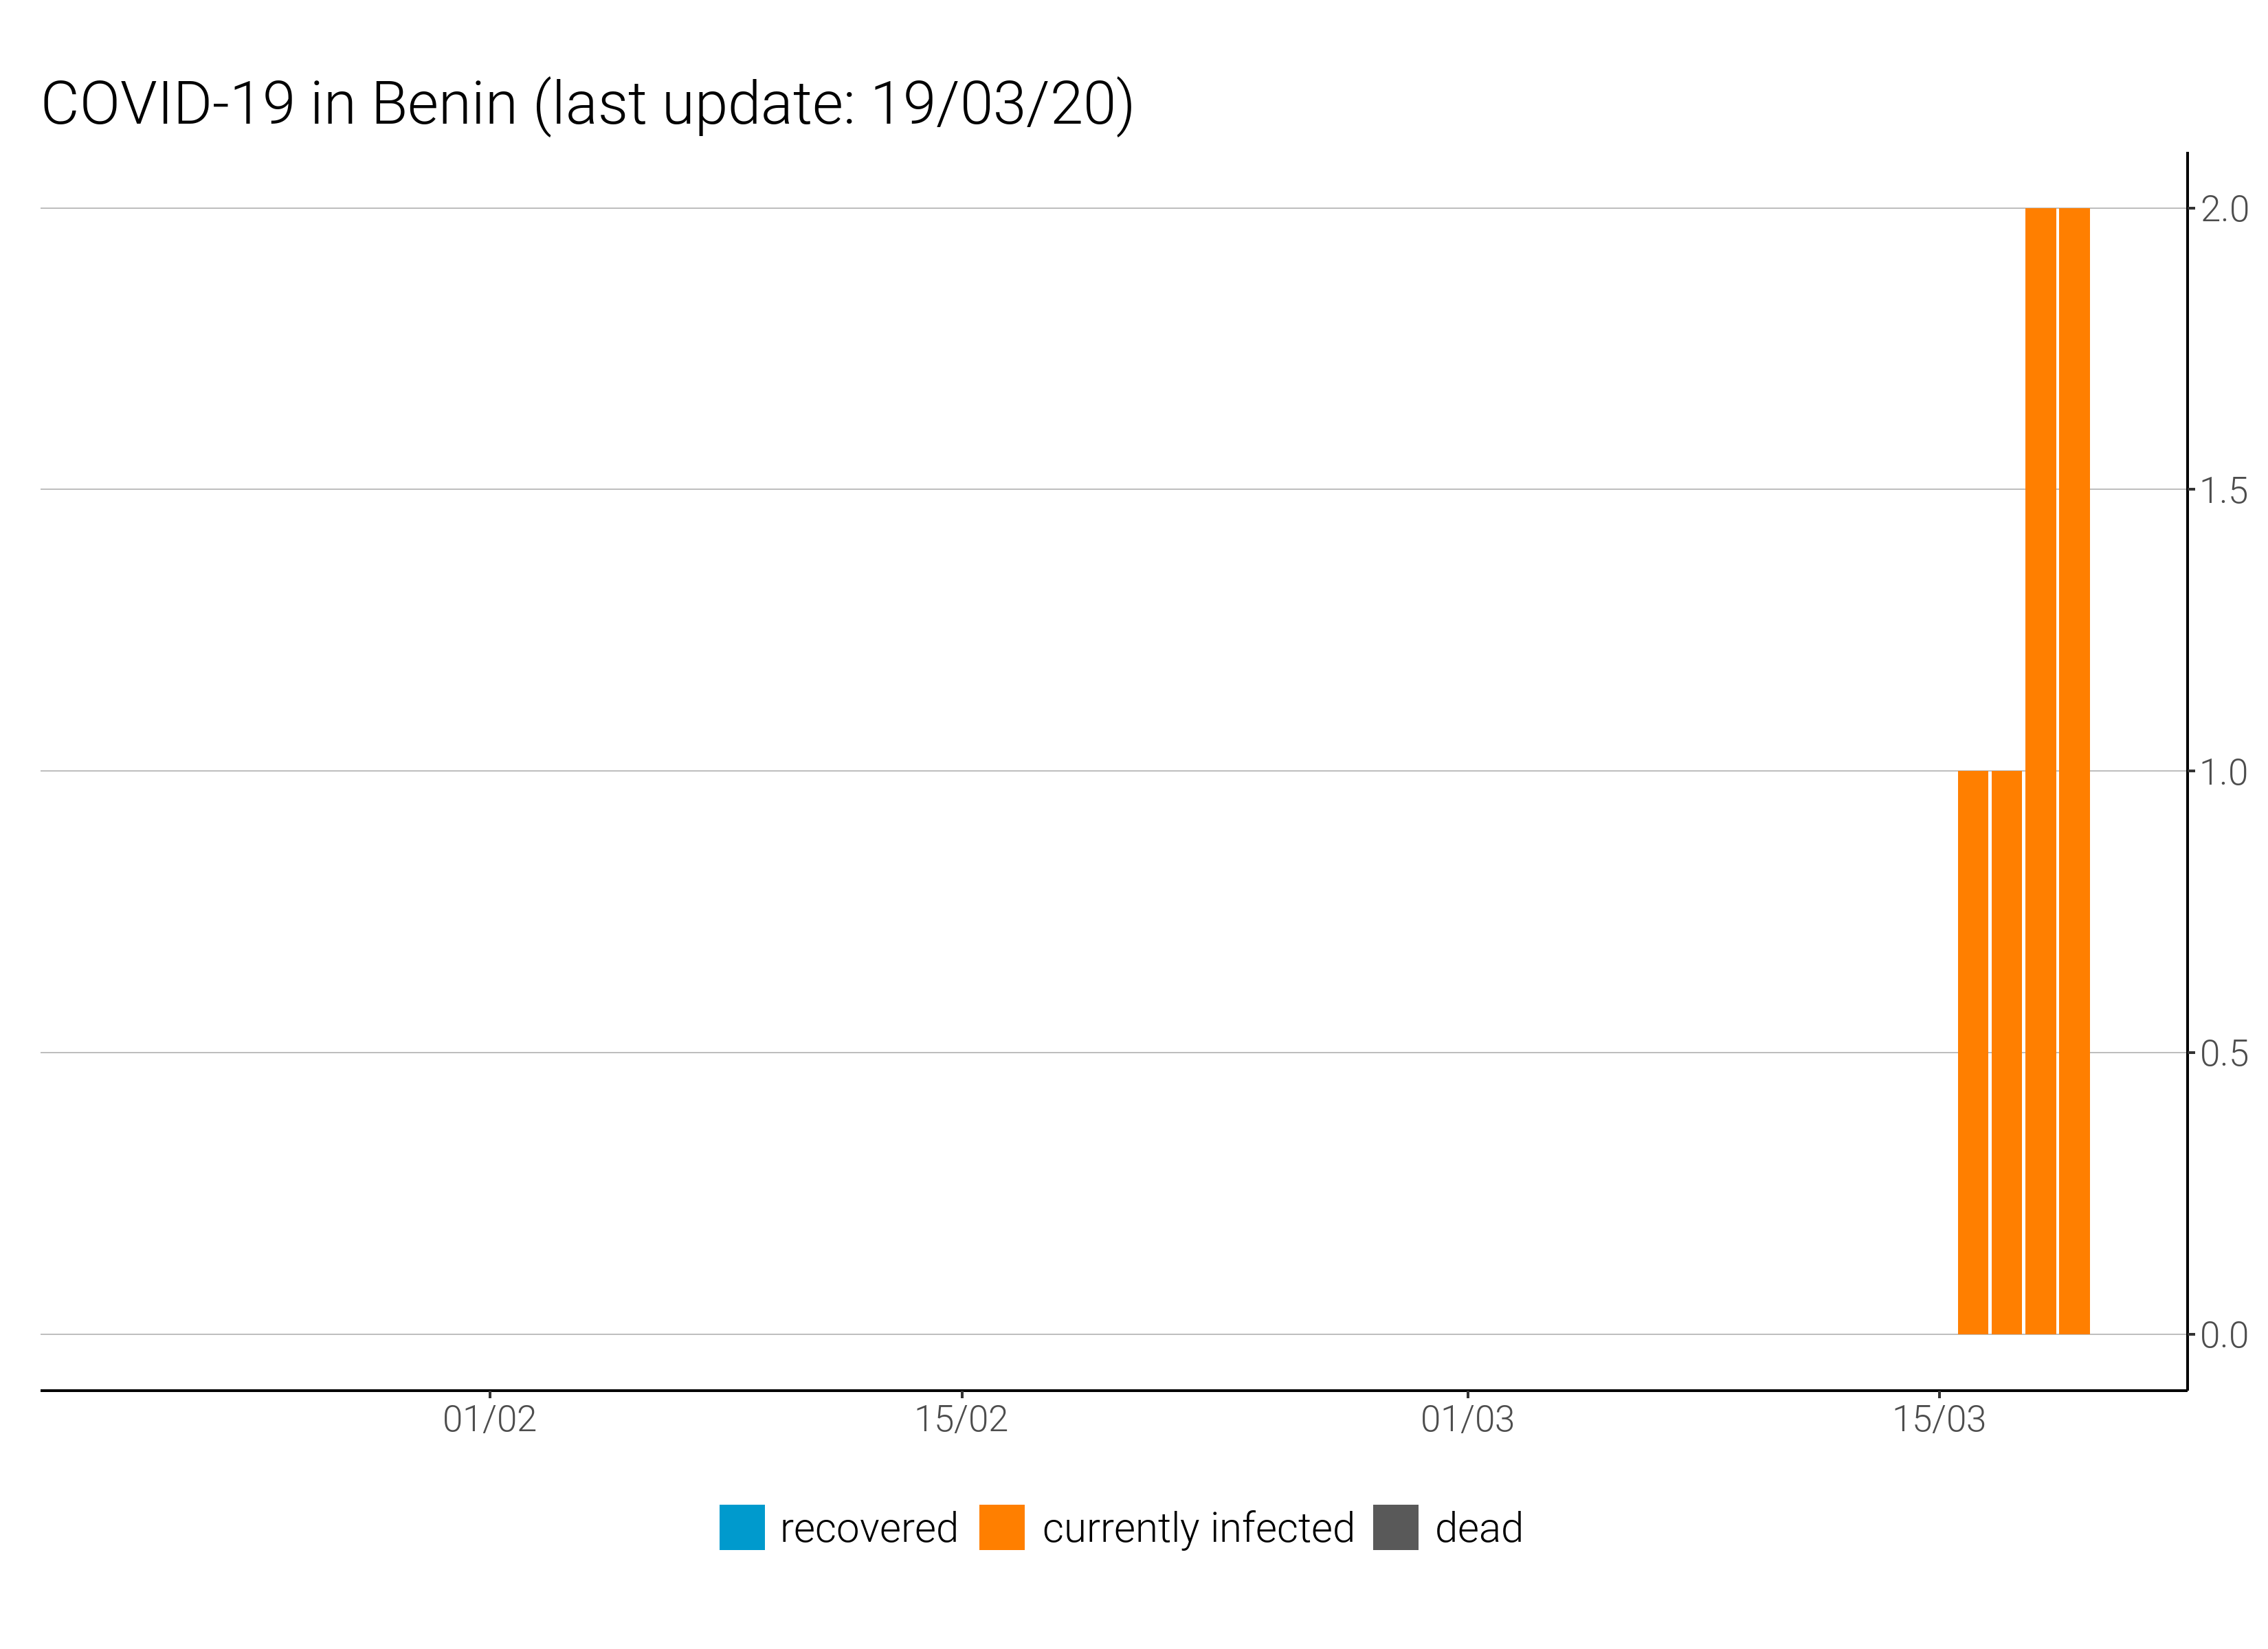 COVID-19 in Benin (last update: 19/03/20)
2.0
1.5
1.0
0.5
0.0
01/02 15/02 01/03 15/03
recovered currently infected dead